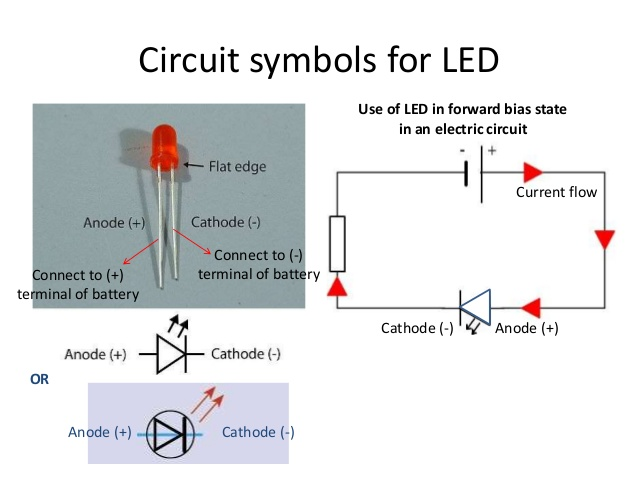 Circuit symbols for LED
Flat edge
Anode (+)
Cathode (-)
Connect to (+)
terminal of battery
Connect to (-)
terminal of battery
Anode (+)
Cathode (-)
OR
Anode (+)
Cathode (-)
Use of LED in forward bias state
in an electric circuit
- +
Current flow
Cathode (-)
Anode (+)